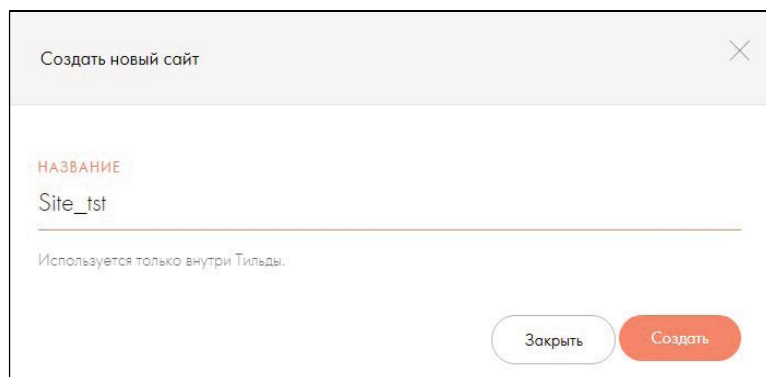 Создать новый сайт
НАЗВАНИЕ
Site_tst
Используется только внутри Тильды.
Закрыть Создать